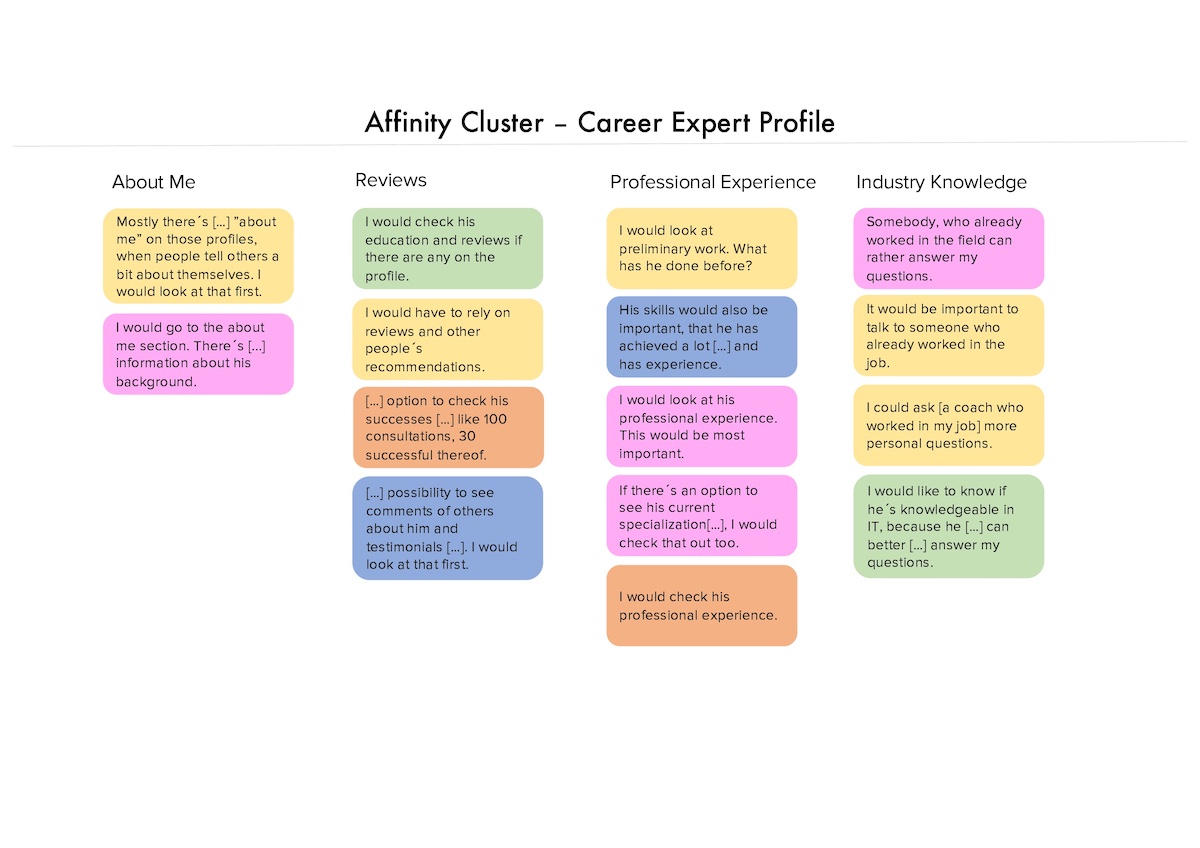 Affinity Cluster – Career Expert Profile
About Me
Mostly there´s [...] ”about
me” on those profiles,
when people tell others a
bit about themselves. I
would look at that first.
I would go to the about
me section. There´s [...]
information about his
background.
Reviews
I would check his
education and reviews if
there are any on the
profile.
I would have to rely on
reviews and other
people´s
recommendations.
[...] option to check his
successes [...] like 100
consultations, 30
successful thereof.
[...] possibility to see
comments of others
about him and
testimonials [...]. I would
look at that first.
Professional Experience
I would look at
preliminary work. What
has he done before?
His skills would also be
important, that he has
achieved a lot [...] and
has experience.
I would look at his
professional experience.
This would be most
important.
If there´s an option to
see his current
specialization[...], I would
check that out too.
I would check his
professional experience.
Industry Knowledge
Somebody, who already
worked in the field can
rather answer my
questions.
It would be important to
talk to someone who
already worked in the
job.
I could ask [a coach who
worked in my job] more
personal questions.
I would like to know if
he´s knowledgeable in
IT, because he [...] can
better [...] answer my
questions.